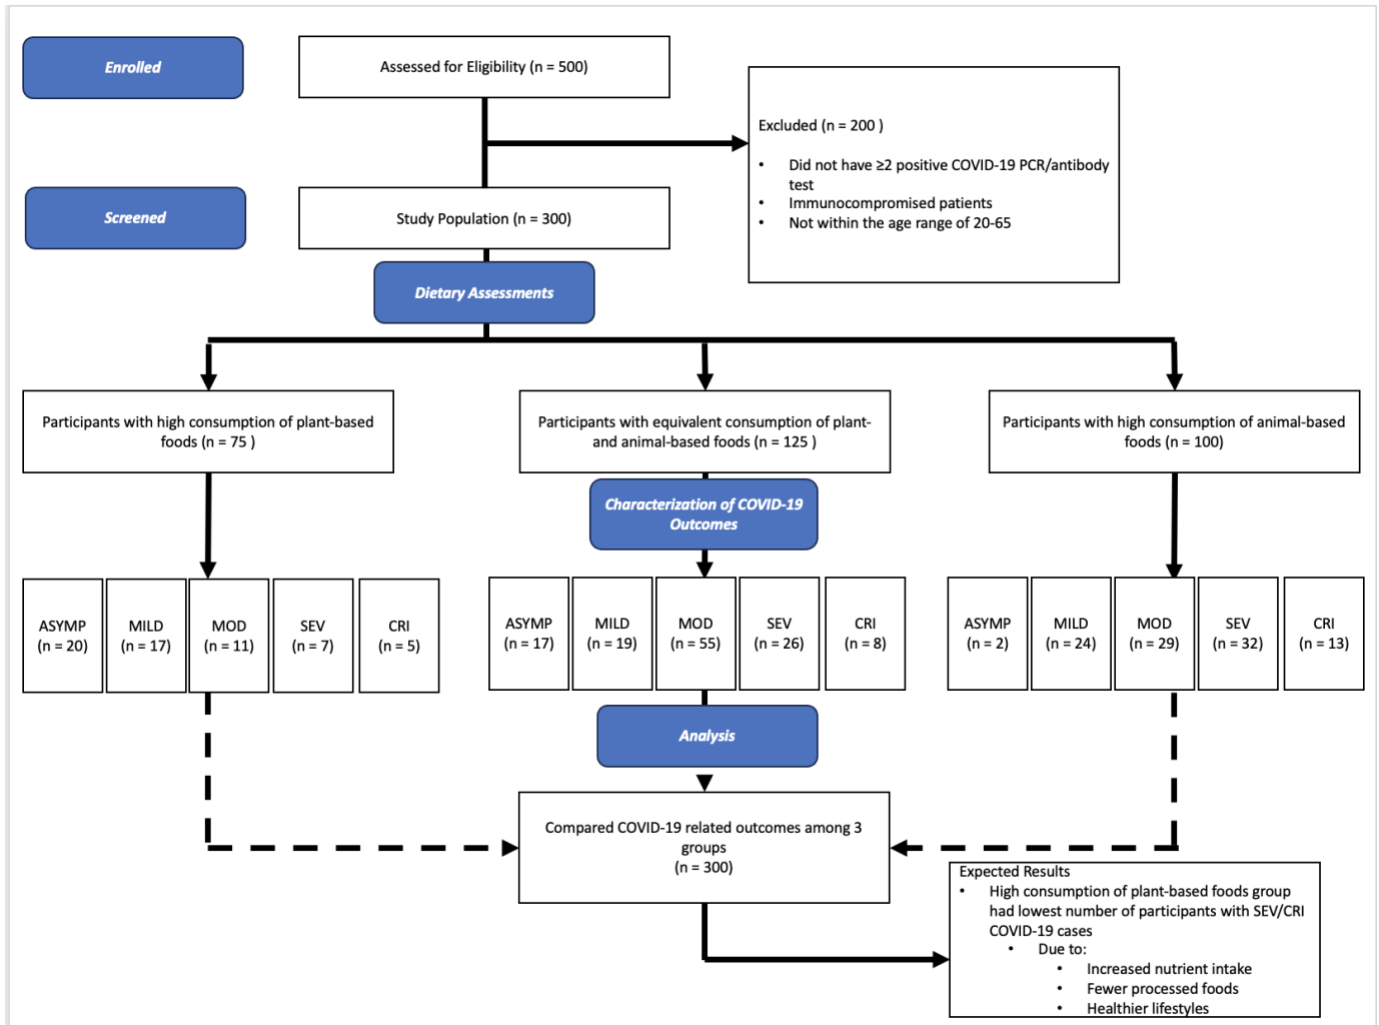 Enrolled
Assessed for Eligibility (n = 500)
Excluded (n = 200 )
• Did not have ≥2 positive COVID-19 PCR/antibody
test
• Immunocompromised patients
• Not within the age range of 20-65
Screened
Study Population (n = 300)
Dietary Assessments
Participants with high consumption of plant-based
foods (n = 75 )
Participants with equivalent consumption of plant-
and animal-based foods (n = 125 )
Participants with high consumption of animal-based
foods (n = 100)
Characterization of COVID-19
Outcomes
ASYMP
(n = 20)
MILD
(n = 17)
MOD
(n = 11)
SEV
(n = 7)
CRI
(n = 5)
ASYMP
(n = 17)
MILD
(n = 19)
MOD
(n = 55)
SEV
(n = 26)
CRI
(n = 8)
ASYMP
(n = 2)
MILD
(n = 24)
MOD
(n = 29)
SEV
(n = 32)
CRI
(n = 13)
Analysis
Compared COVID-19 related outcomes among 3
groups
(n = 300)
Expected Results
• High consumption of plant-based foods group
had lowest number of participants with SEV/CRI
COVID-19 cases
• Due to:
• Increased nutrient intake
• Fewer processed foods
• Healthier lifestyles